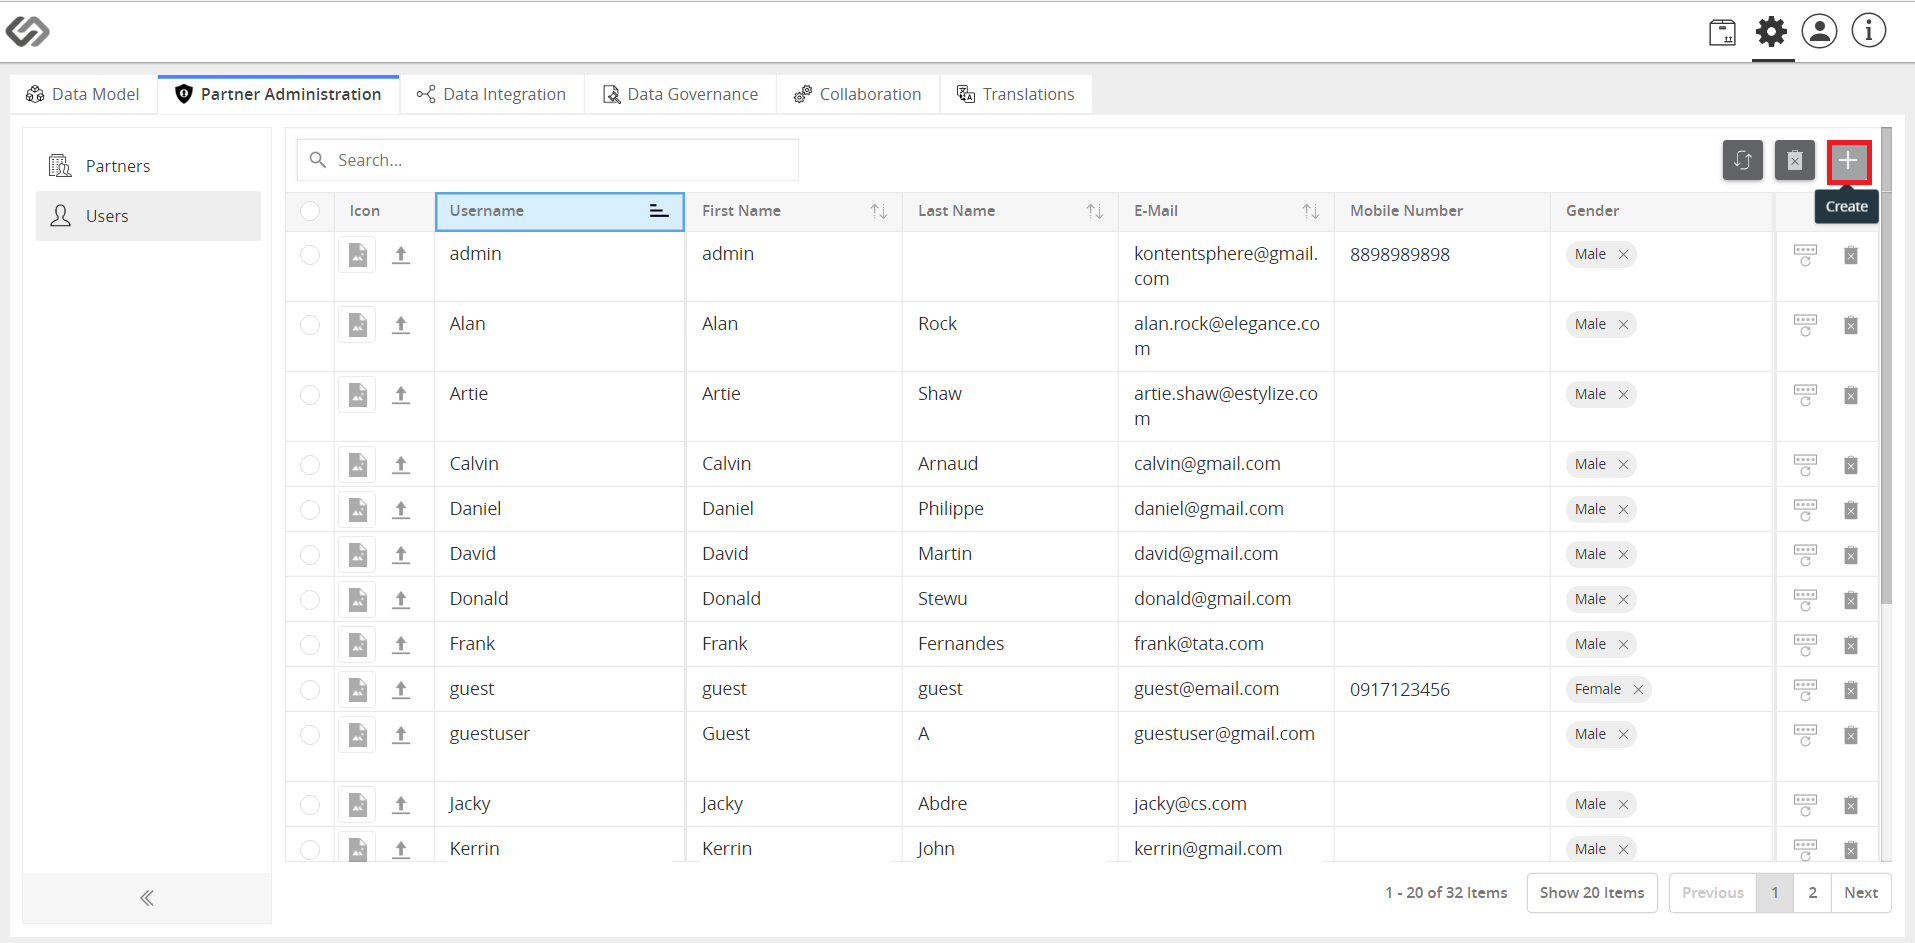 Data Model
Partner Administration
Data Integration
Data Governance
Collaboration
Translations
Partners
Users
Search...
Create
Icon Username First Name Last Name E-Mail Mobile Number Gender
admin admin kontentsphere@gmail. 8898989898 Male
com
Alan Alan Rock alan.rock@elegance.co Male
m
Artie Artie Shaw artie.shaw@estylize.co Male
m
Calvin Calvin Arnaud calvin@gmail.com Male
Daniel Daniel Philippe daniel@gmail.com Male
David David Martin david@gmail.com Male
Donald Donald Stewu donald@gmail.com Male
Frank Frank Fernandes frank@tata.com Male
guest guest guest guest@email.com 0917123456 Female
guestuser Guest A guestuser@gmail.com Male
Jacky Jacky Abdre jacky@cs.com Male
Kerrin Kerrin John kerrin@gmail.com Male
1 - 20 of 32 Items Show 20 Items Previous 1 2 Next